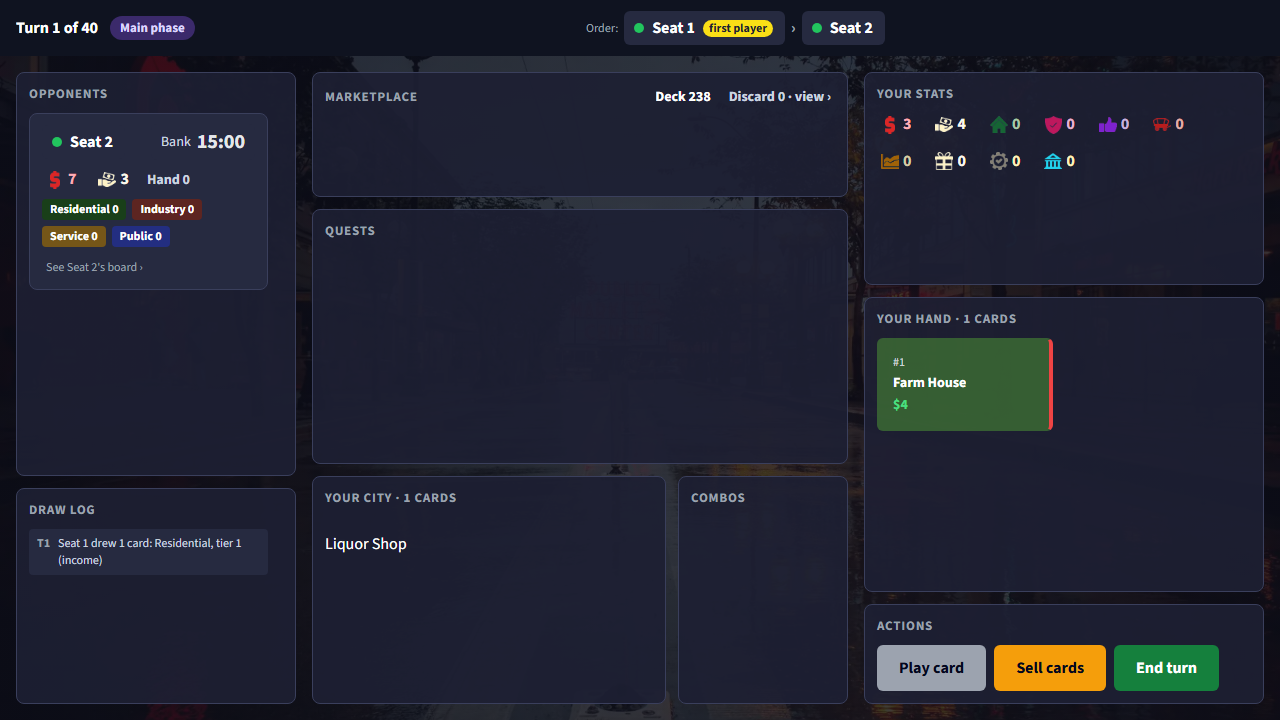 Turn 1 of 40
Main phase
Order:
Seat 1
first player
›
Seat 2
OPPONENTS
Seat 2
Bank 15:00
7
3
Hand 0
Residential 0
Industry 0
Service 0
Public 0
See Seat 2's board ›
DRAW LOG
T1 Seat 1 drew 1 card: Residential, tier 1
(income)
MARKETPLACE
Deck 238
Discard 0 · view ›
QUESTS
YOUR CITY · 1 CARDS
Liquor Shop
COMBOS
YOUR STATS
3
4
0
0
0
0
0
0
0
0
YOUR HAND · 1 CARDS
#1
Farm House
$4
ACTIONS
Play card
Sell cards
End turn